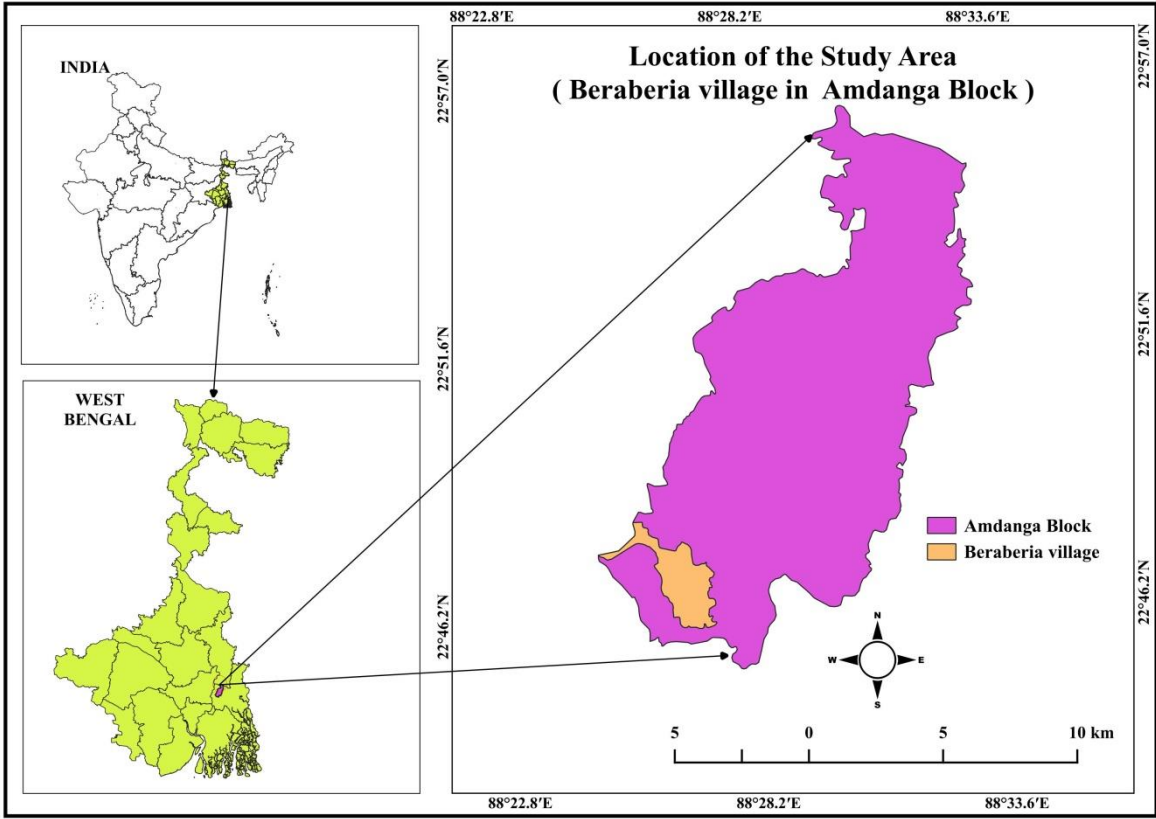 INDIA
WEST
BENGAL
88°22.8'E 88°28.2'E 88°33.6'E
Location of the Study Area
( Beraberia village in Amdanga Block )
22°57.0'N
22°57.0'N
22°51.6'N
22°51.6'N
22°46.2'N
22°46.2'N
Amdanga Block
Beraberia village
N
W E
S
5 0 5 10 km
88°22.8'E 88°28.2'E 88°33.6'E